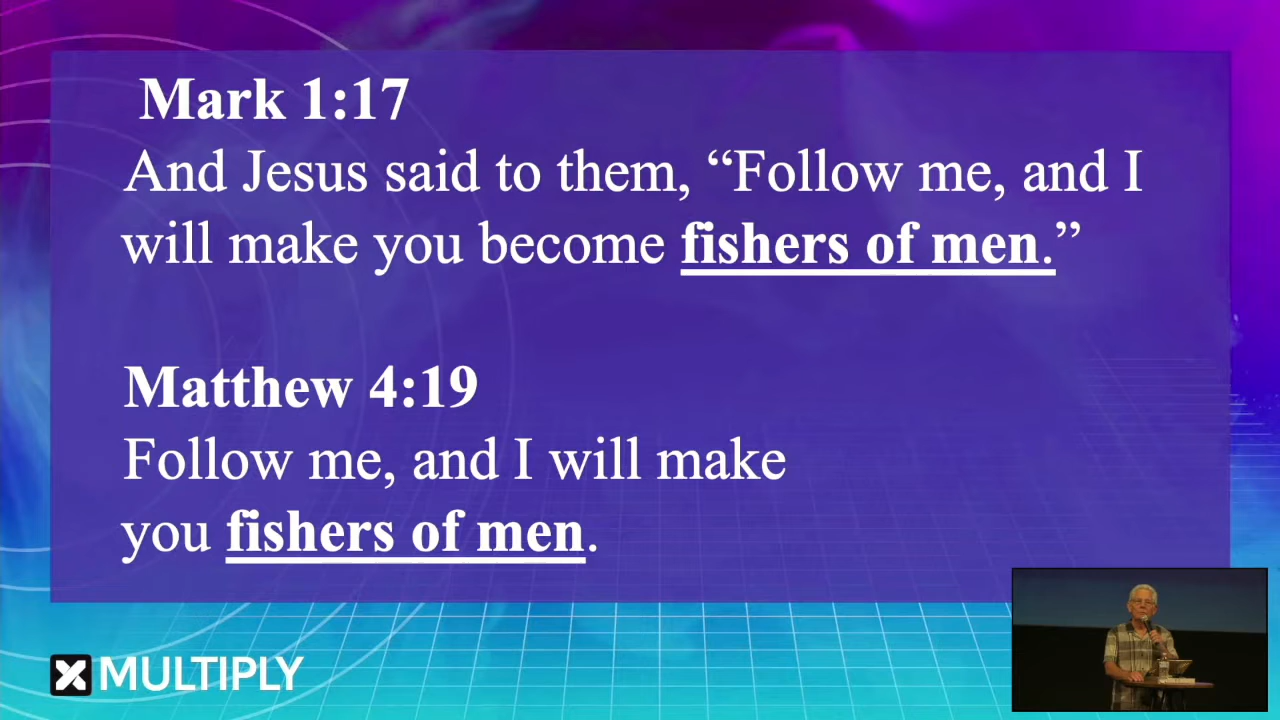 Mark 1:17
And Jesus said to them, “Follow me, and I
will make you become fishers of men.”
Matthew 4:19
Follow me, and I will make
you fishers of men.
MULTIPLY